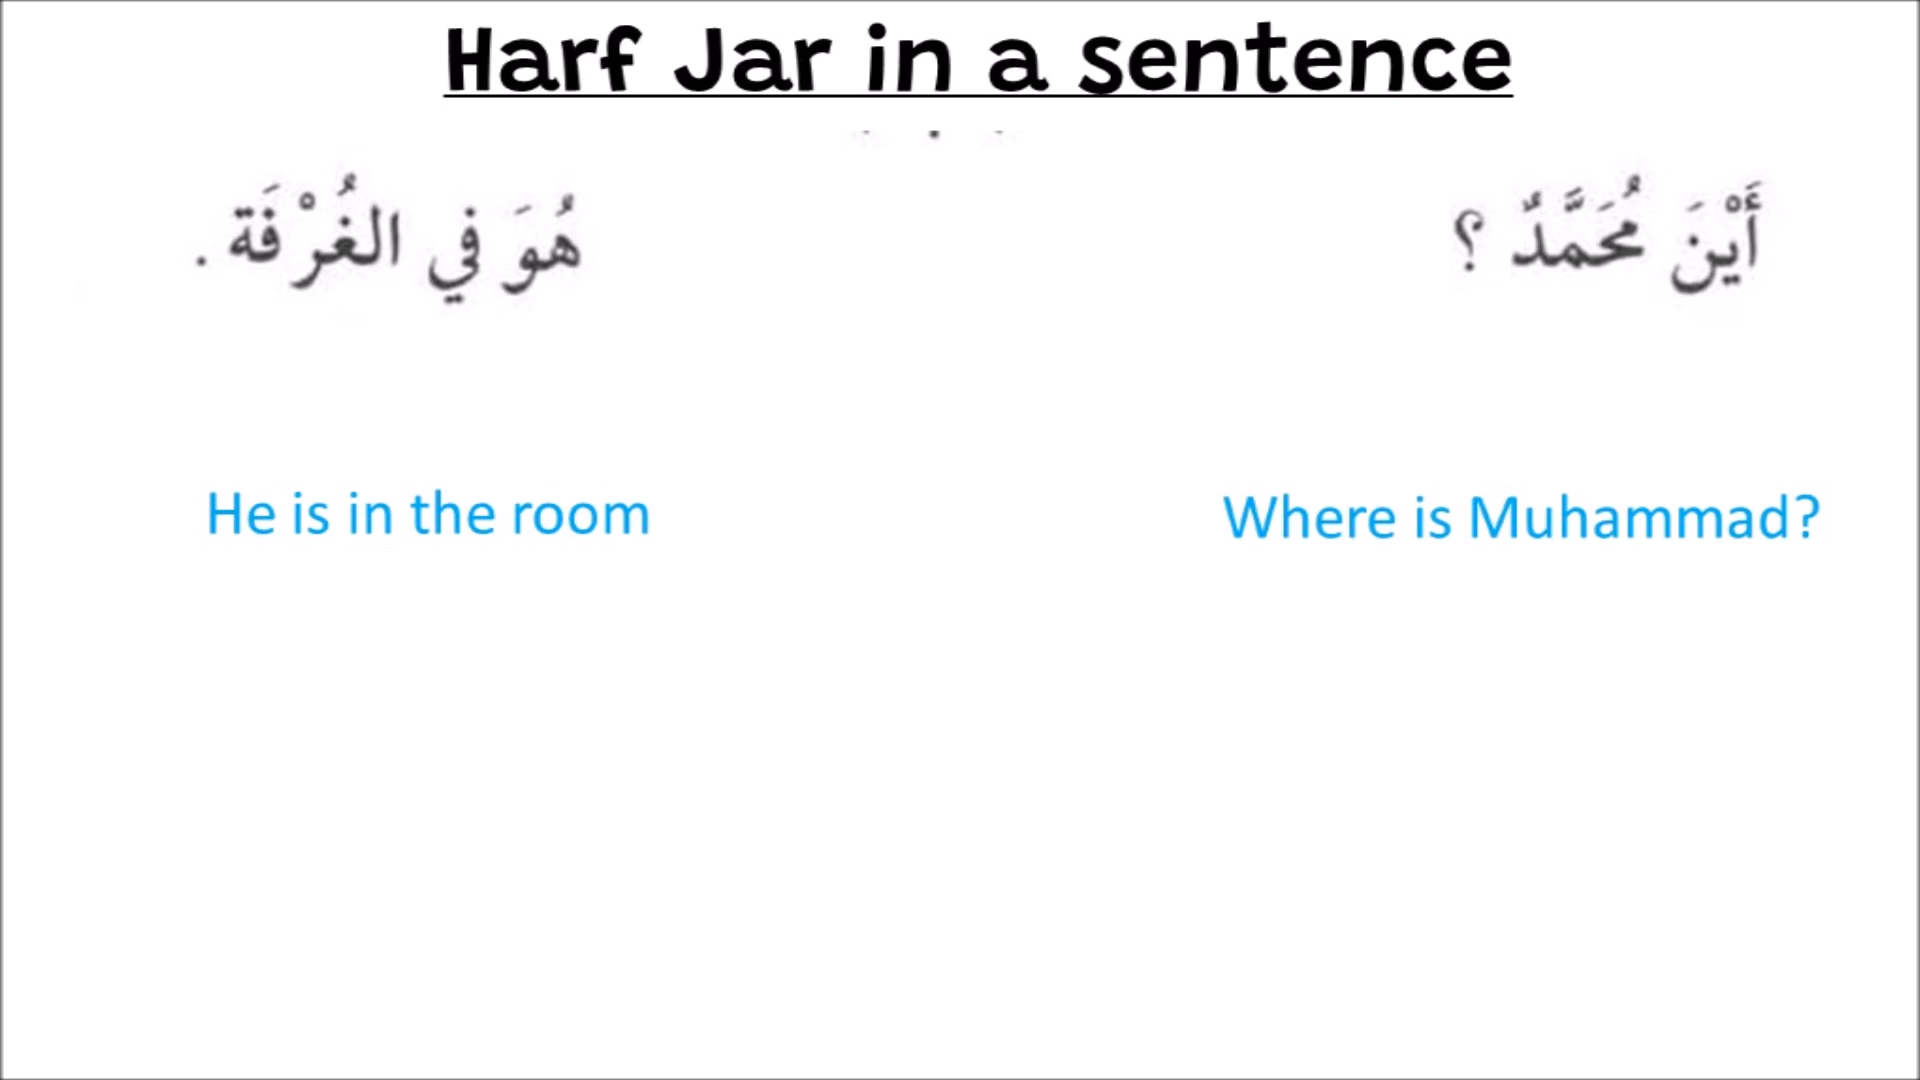 Harf Jar in a sentence
أَيْنَ مُحَمَّدٌ ؟
هُوَ فِي الغُرْفَة .
Where is Muhammad?
He is in the room